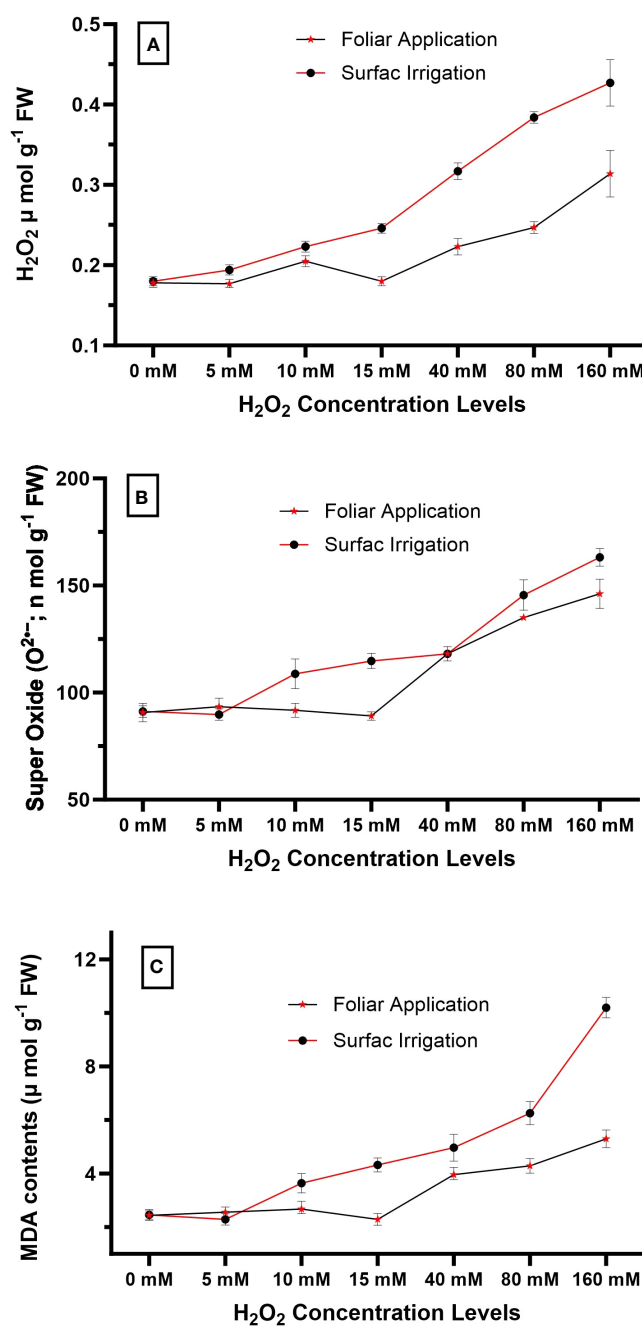 A
Foliar Application
Surfac Irrigation
H₂O₂ µ mol g⁻¹ FW
0.5
0.4
0.3
0.2
0.1
0 mM 5 mM 10 mM 15 mM 40 mM 80 mM 160 mM
H₂O₂ Concentration Levels
B
Foliar Application
Surfac Irrigation
Super Oxide (O²•−; n mol g⁻¹ FW)
200
150
100
50
0 mM 5 mM 10 mM 15 mM 40 mM 80 mM 160 mM
H₂O₂ Concentration Levels
C
Foliar Application
Surfac Irrigation
MDA contents (µ mol g⁻¹ FW)
12
8
4
0 mM 5 mM 10 mM 15 mM 40 mM 80 mM 160 mM
H₂O₂ Concentration Levels